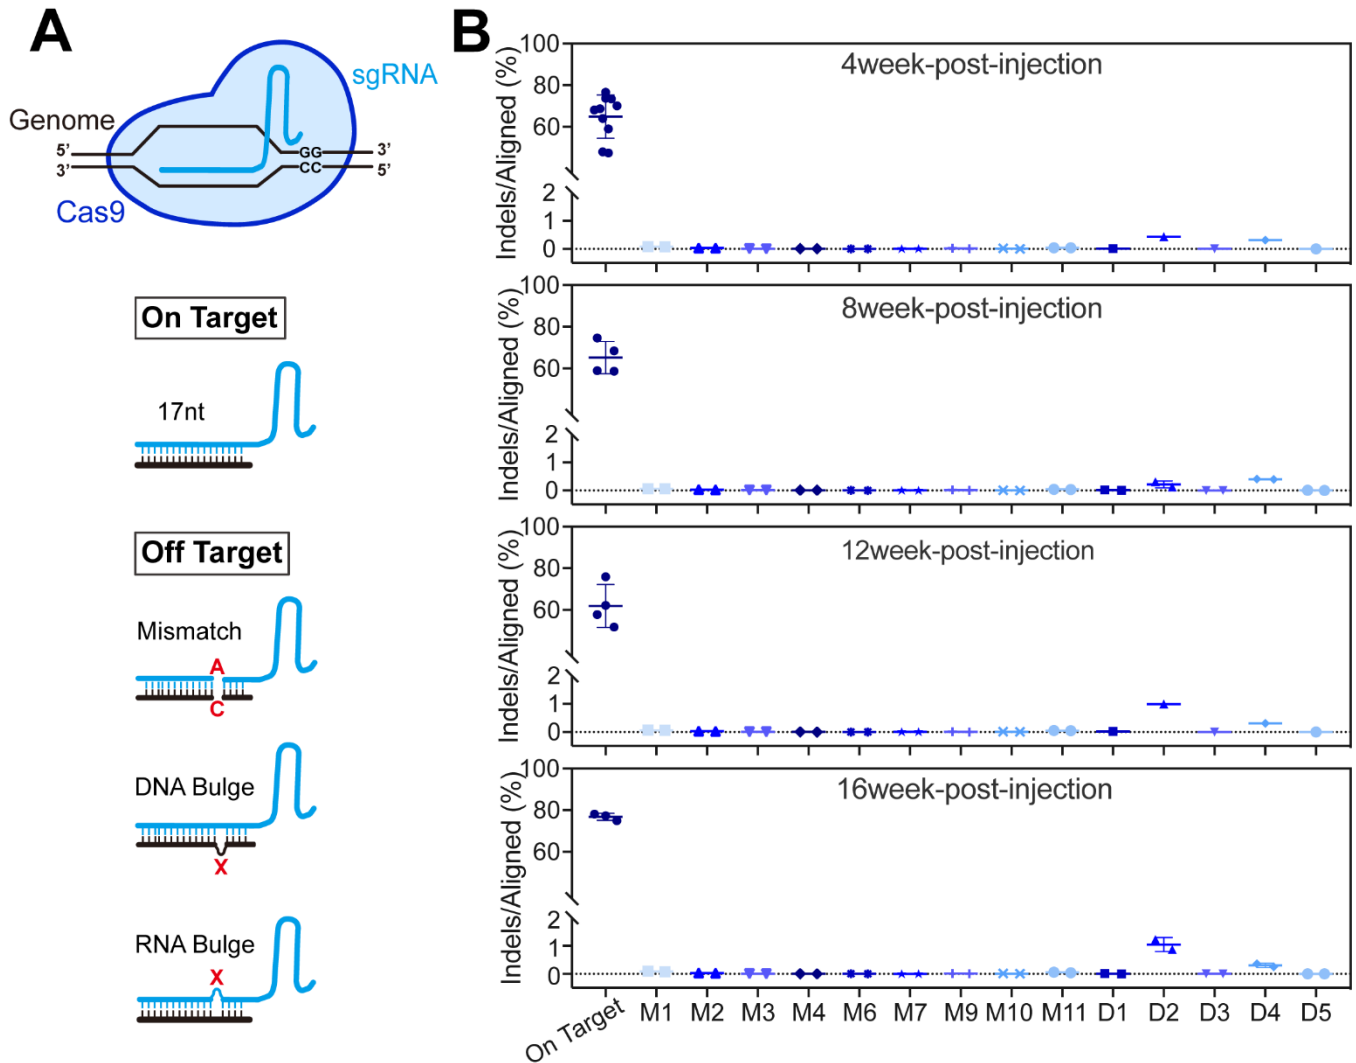 A
sgRNA
Genome
5’
GG
3’
3’
CC
5’
Cas9
On Target
17nt
Off Target
Mismatch
A
C
DNA Bulge
X
RNA Bulge
X
B
4week-post-injection
Indels/Aligned (%)
100
80
60
2
1
0
8week-post-injection
Indels/Aligned (%)
100
80
60
2
1
0
12week-post-injection
Indels/Aligned (%)
100
80
60
2
1
0
16week-post-injection
Indels/Aligned (%)
100
80
60
2
1
0
On Target M1 M2 M3 M4 M6 M7 M9 M10 M11 D1 D2 D3 D4 D5